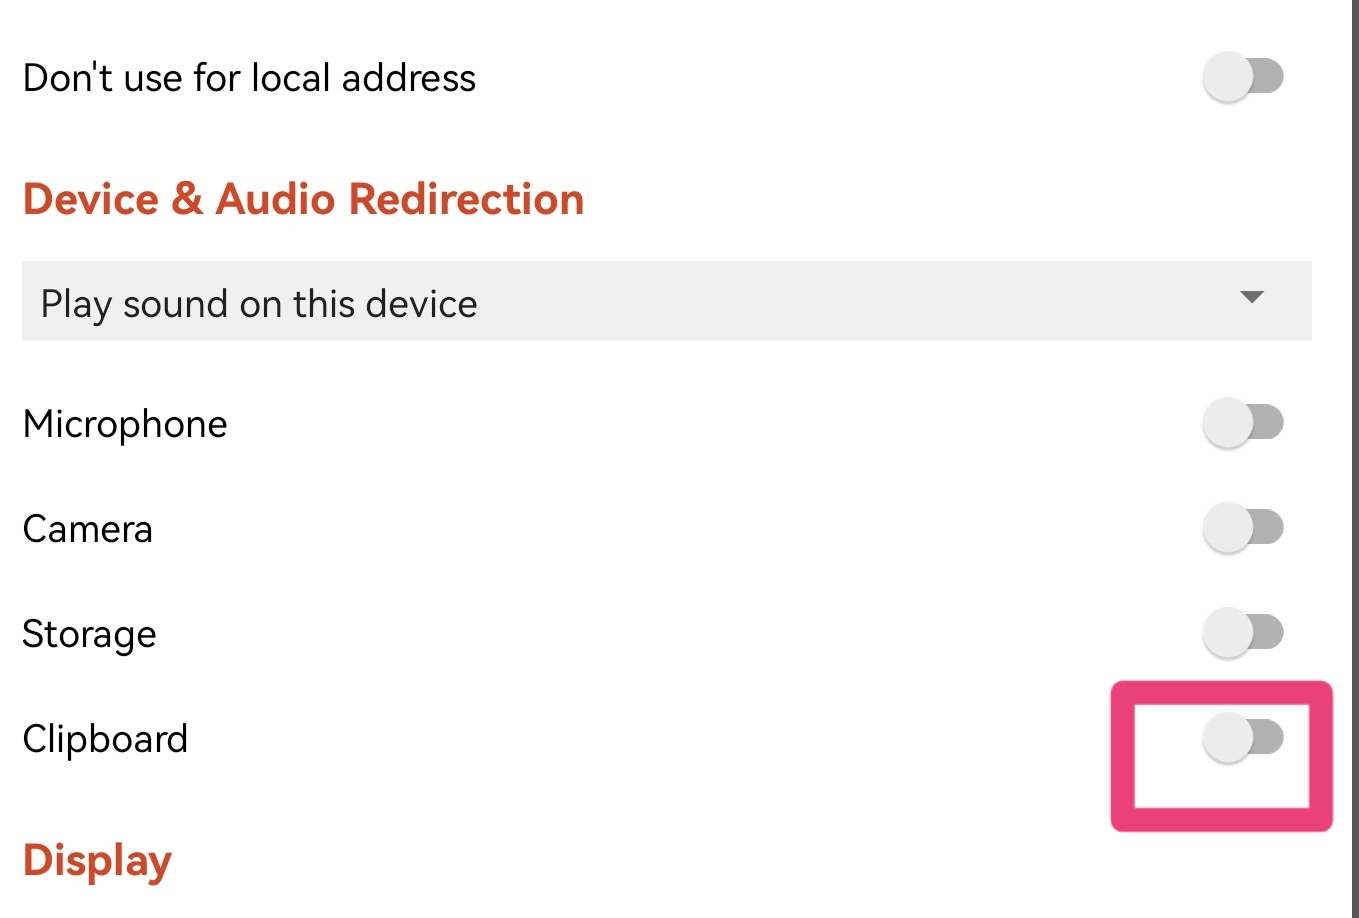 Don't use for local address
Device & Audio Redirection
Play sound on this device
Microphone
Camera
Storage
Clipboard
Display